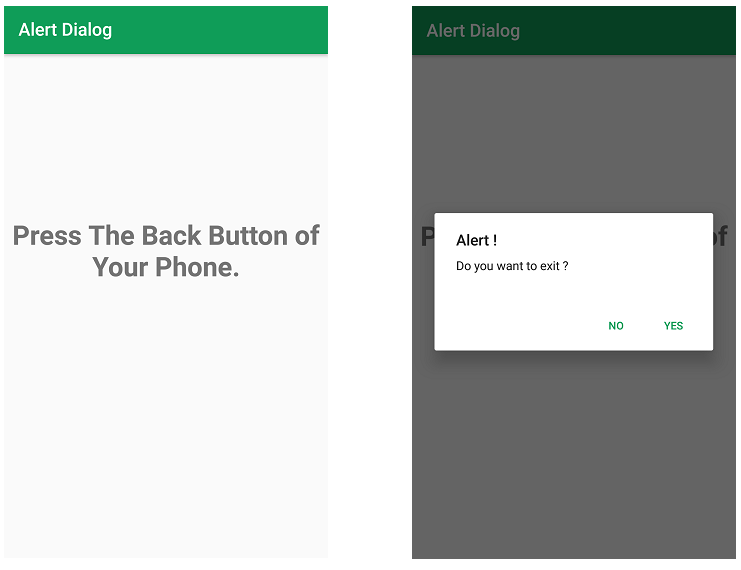 Alert Dialog
Press The Back Button of
Your Phone.
Alert Dialog
P of
Alert !
Do you want to exit ?
NO YES